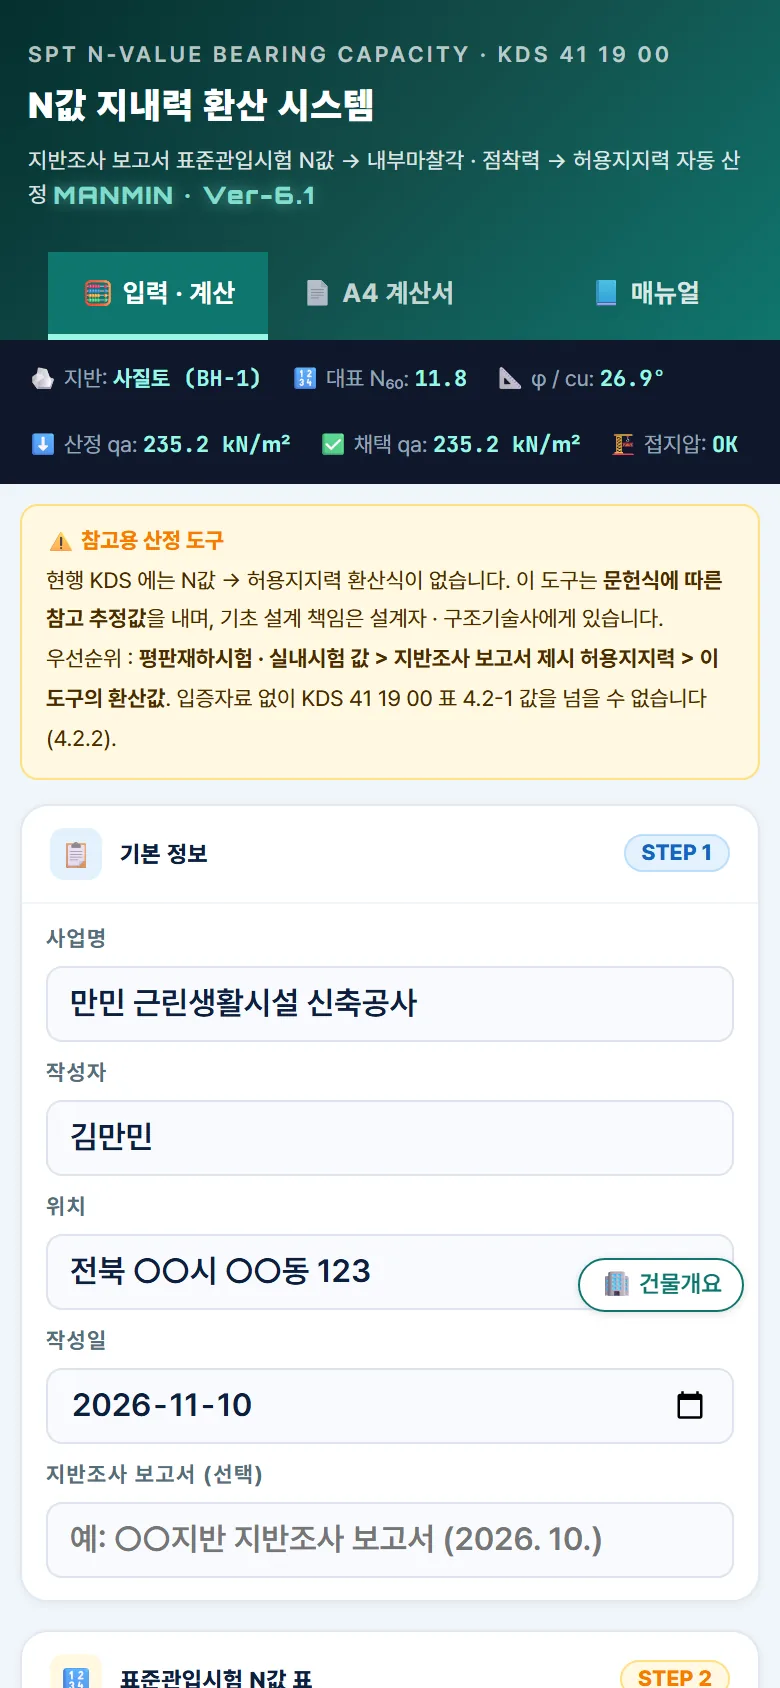 SPT N-VALUE BEARING CAPACITY · KDS 41 19 00
N값 지내력 환산 시스템
지반조사 보고서 표준관입시험 N값 → 내부마찰각 · 점착력 → 허용지지력 자동 산
정 MANMIN · Ver-6.1
입력 · 계산
A4 계산서
매뉴얼
지반: 사질토 (BH-1)
대표 N₆₀: 11.8
φ / cu: 26.9°
산정 qa: 235.2 kN/m²
채택 qa: 235.2 kN/m²
접지압: OK
참고용 산정 도구
현행 KDS 에는 N값 → 허용지지력 환산식이 없습니다. 이 도구는 문헌식에 따른
참고 추정값을 내며, 기초 설계 책임은 설계자 · 구조기술사에게 있습니다.
우선순위 : 평판재하시험 · 실내시험 값 > 지반조사 보고서 제시 허용지지력 > 이
도구의 환산값. 입증자료 없이 KDS 41 19 00 표 4.2-1 값을 넘을 수 없습니다
(4.2.2).
기본 정보
STEP 1
사업명
만민 근린생활시설 신축공사
작성자
김만민
위치
전북 〇〇시 〇〇동 123
건물개요
작성일
2026-11-10
지반조사 보고서 (선택)
예: 〇〇지반 지반조사 보고서 (2026. 10.)
표준관입시험 N값 표
STEP 2